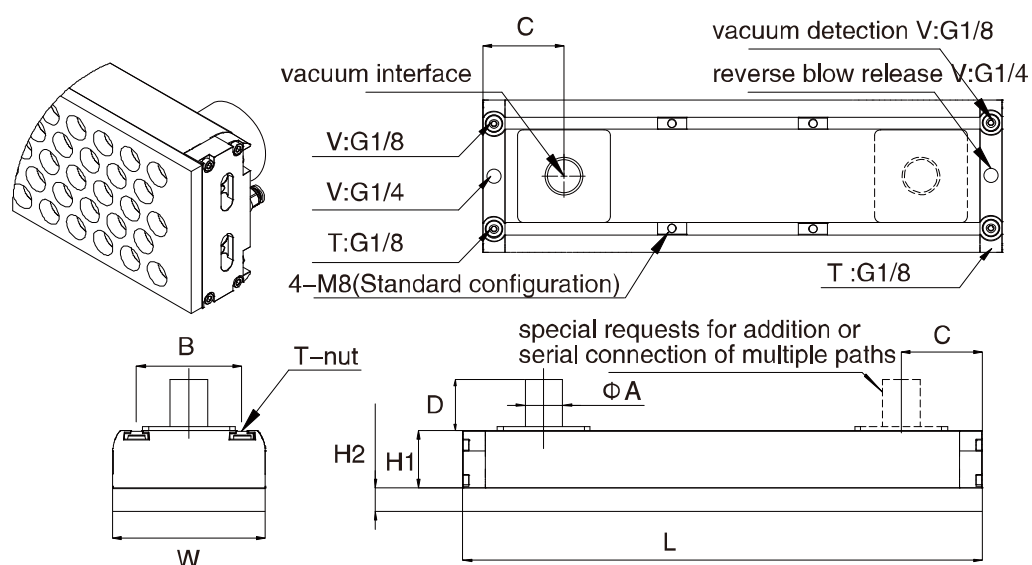 C
vacuum detection V:G1/8
vacuum interface
reverse blow release V:G1/4
V:G1/8
V:G1/4
T:G1/8
4-M8(Standard configuration)
T :G1/8
B
T-nut
special requests for addition or
serial connection of multiple paths
C
D
ΦA
H2
H1
W
L